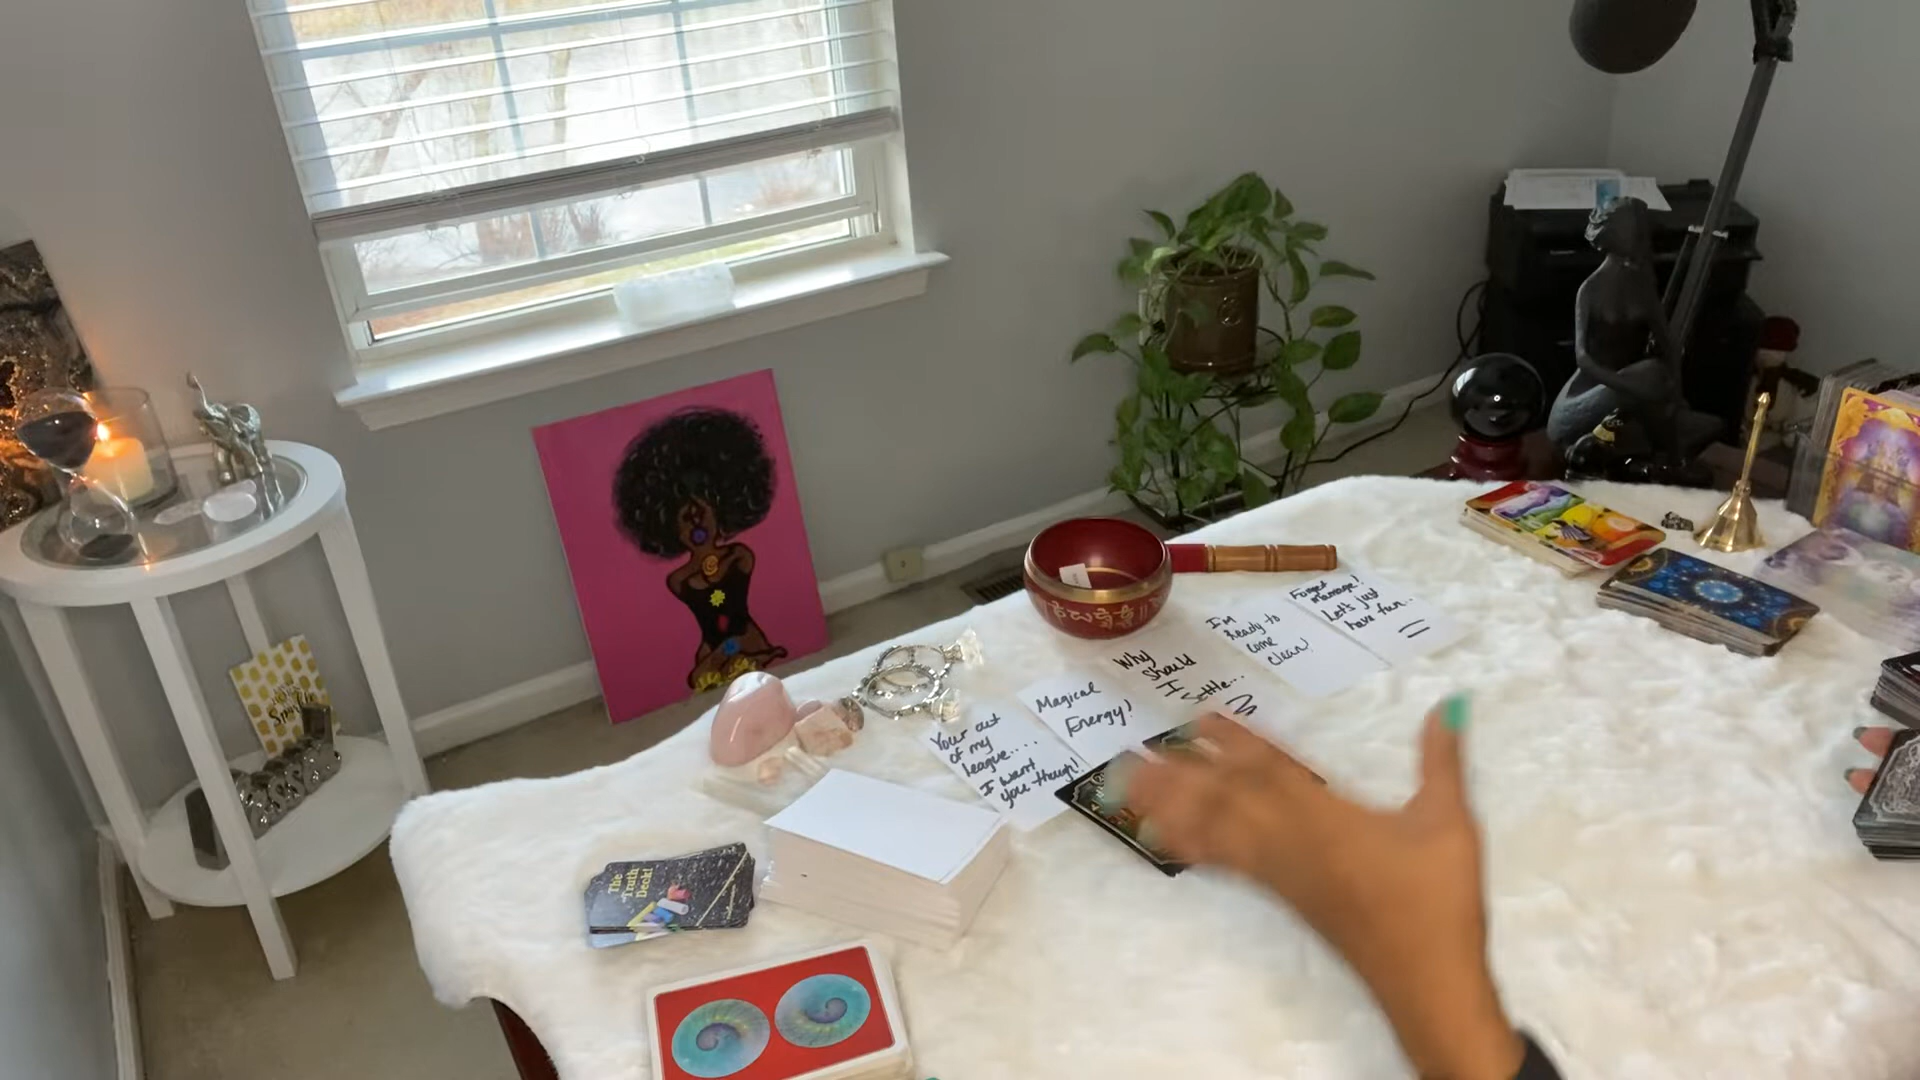 Your out
of my
league....
I want
you though!
Magical
Energy!
Why
should
I
settle...
I'm
Ready to
come
clean!
Forget
marriage!
Let's just
have fun...
The
Truth
Deck!